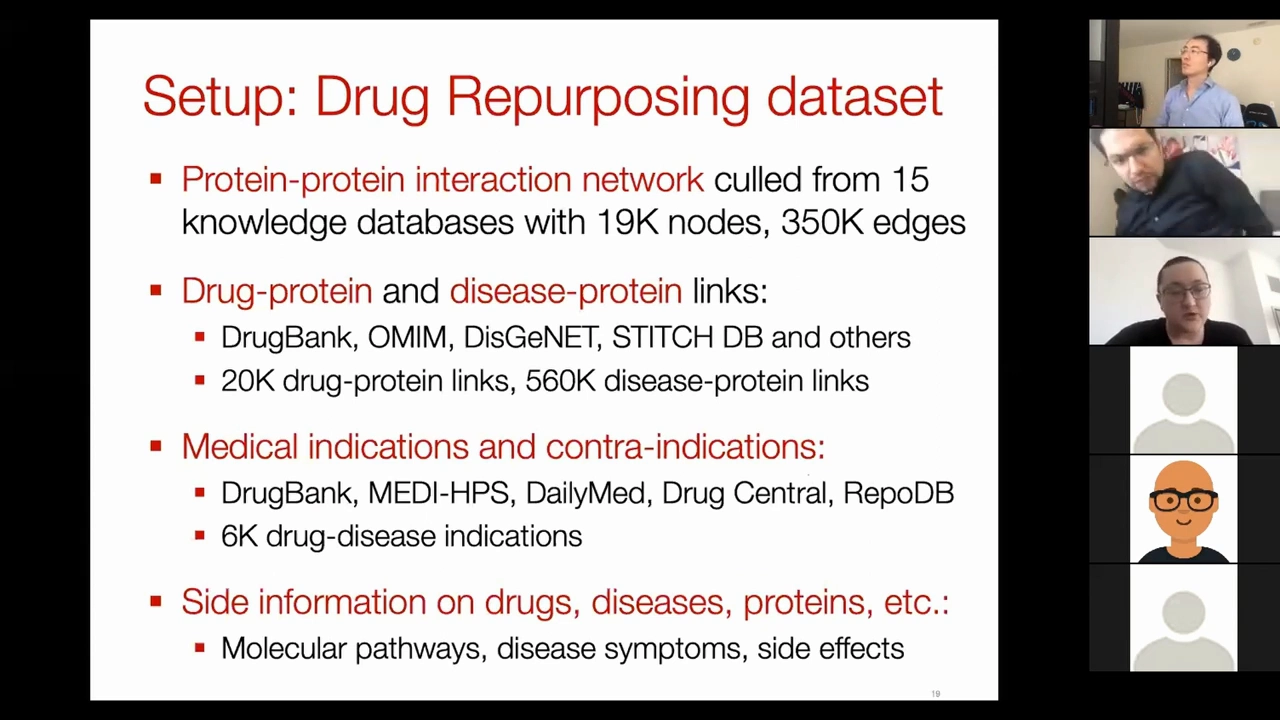 Setup: Drug Repurposing dataset
▪ Protein-protein interaction network culled from 15
knowledge databases with 19K nodes, 350K edges
▪ Drug-protein and disease-protein links:
▪ DrugBank, OMIM, DisGeNET, STITCH DB and others
▪ 20K drug-protein links, 560K disease-protein links
▪ Medical indications and contra-indications:
▪ DrugBank, MEDI-HPS, DailyMed, Drug Central, RepoDB
▪ 6K drug-disease indications
▪ Side information on drugs, diseases, proteins, etc.:
▪ Molecular pathways, disease symptoms, side effects
19